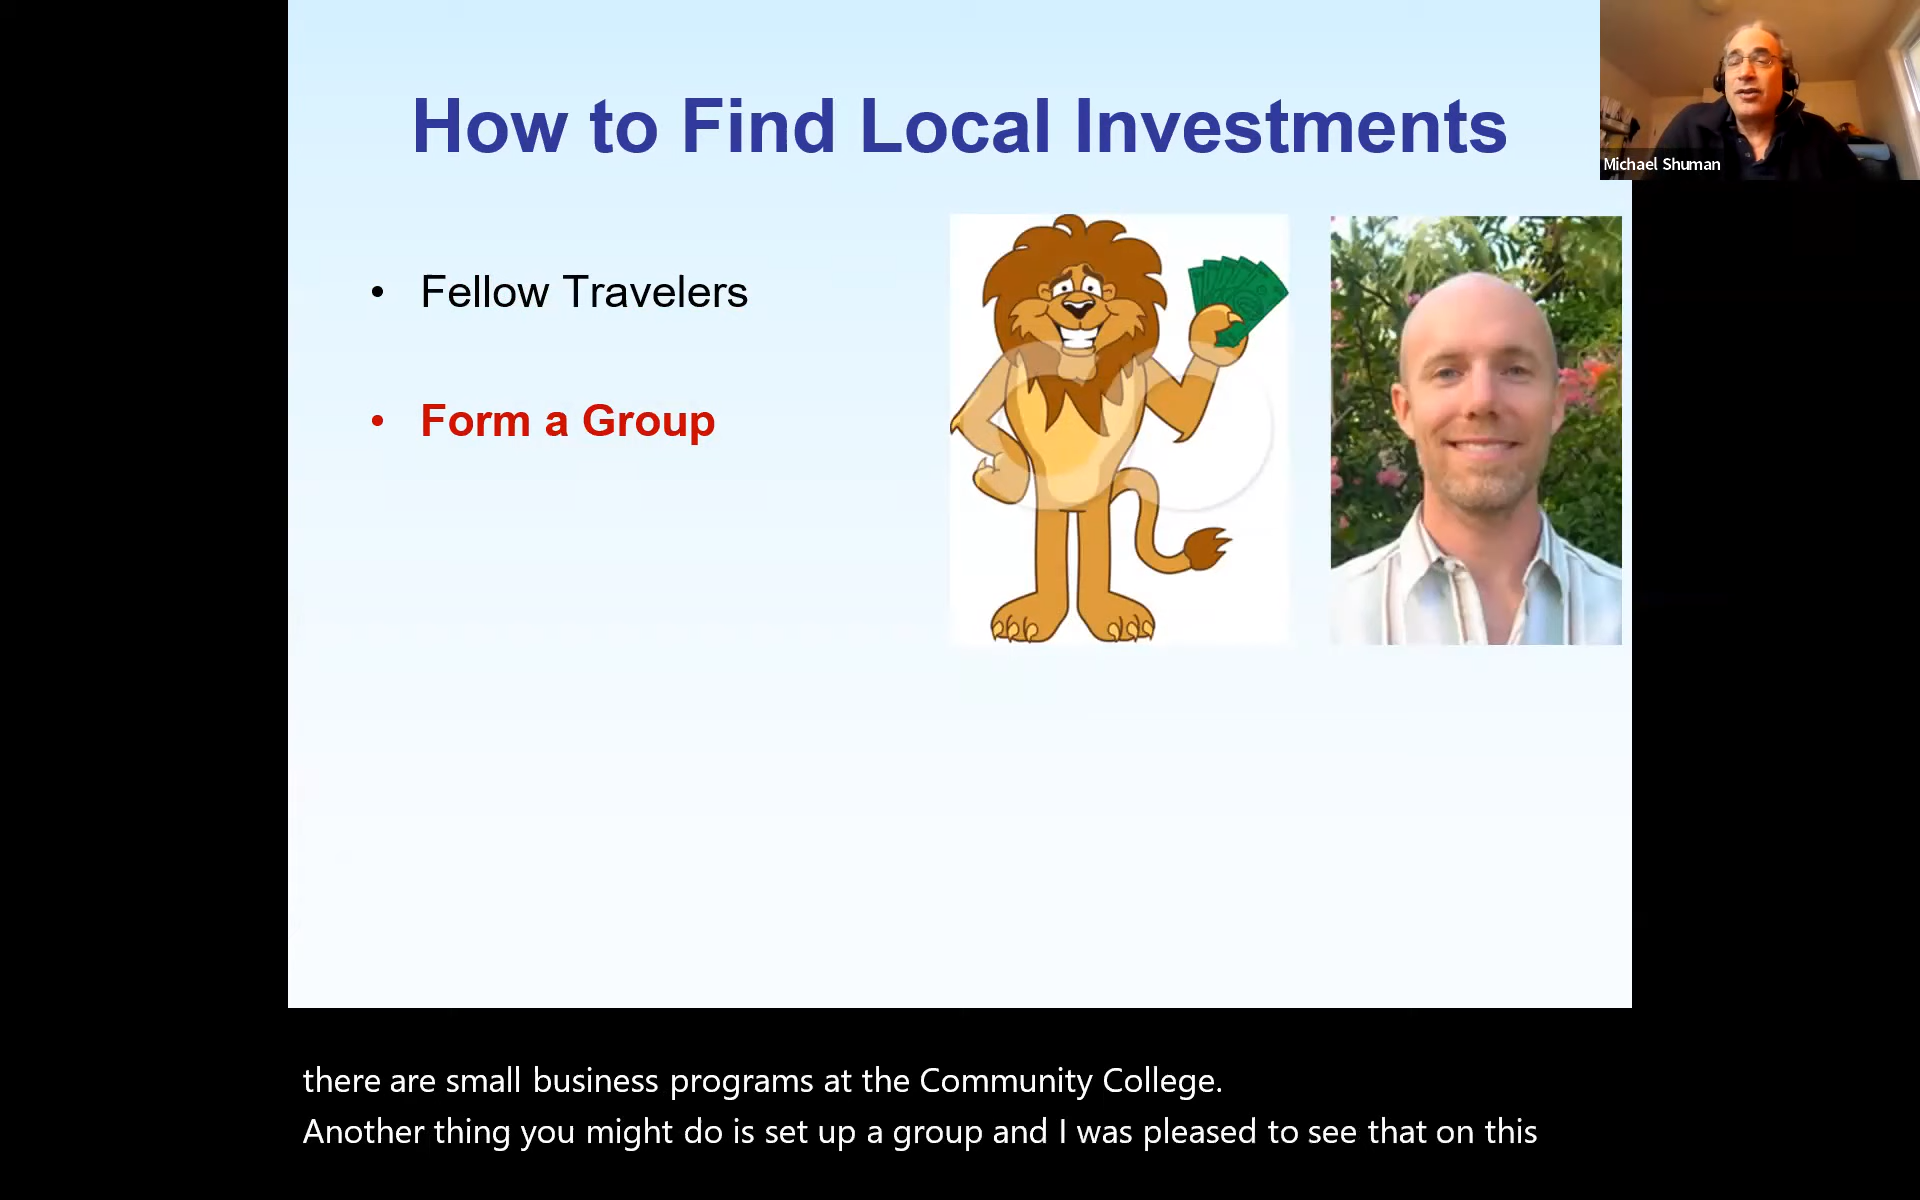 How to Find Local Investments
Michael Shuman
• Fellow Travelers
• Form a Group
there are small business programs at the Community College.
Another thing you might do is set up a group and I was pleased to see that on this